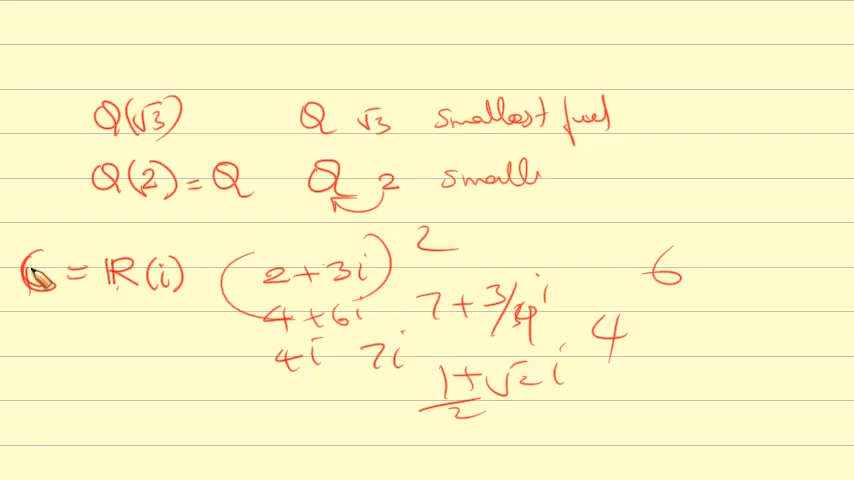 Q(√3) Q √3 smallest
Q(2) = Q Q 2 small
= ℝ(i) (2+3i) 2 6
4+6i 7+3/4 i 4
4i 7i
1/2+√2 i